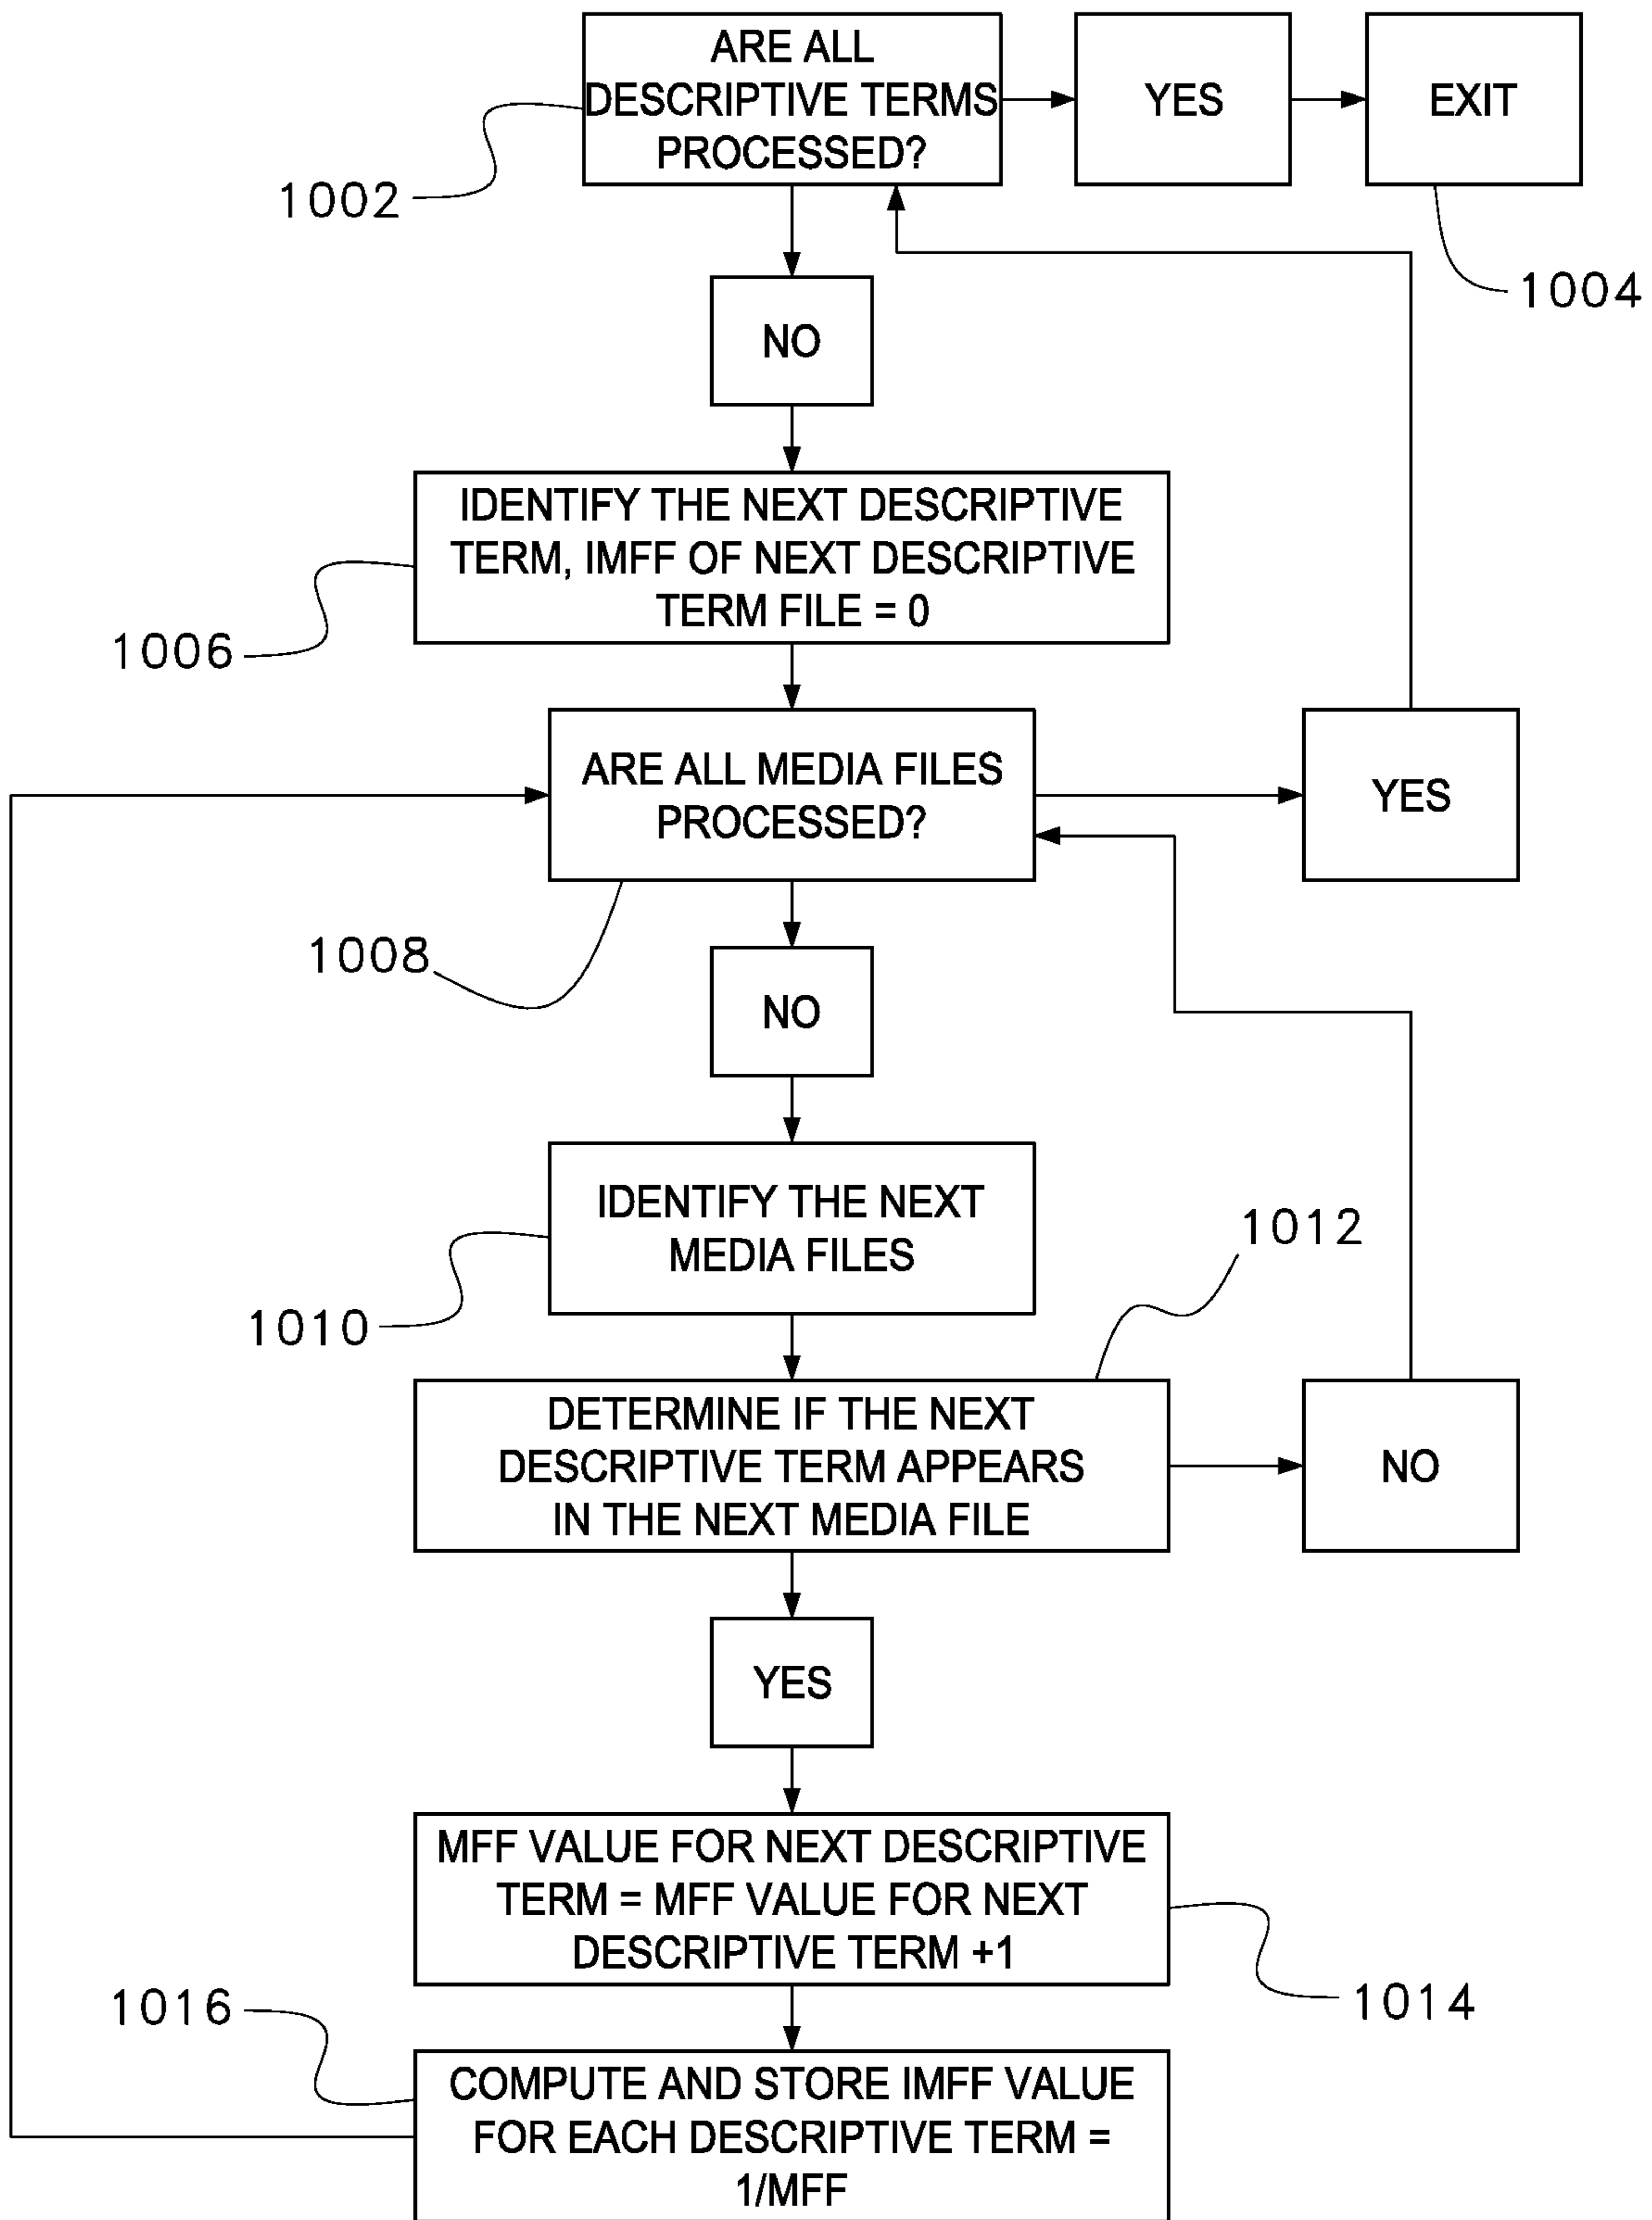 ARE ALL
DESCRIPTIVE TERMS
PROCESSED?
YES
EXIT
1002
1004
NO
IDENTIFY THE NEXT DESCRIPTIVE
TERM, IMFF OF NEXT DESCRIPTIVE
TERM FILE = 0
1006
ARE ALL MEDIA FILES
PROCESSED?
YES
1008
NO
IDENTIFY THE NEXT
MEDIA FILES
1010
1012
DETERMINE IF THE NEXT
DESCRIPTIVE TERM APPEARS
IN THE NEXT MEDIA FILE
NO
YES
MFF VALUE FOR NEXT DESCRIPTIVE
TERM = MFF VALUE FOR NEXT
DESCRIPTIVE TERM +1
1014
1016
COMPUTE AND STORE IMFF VALUE
FOR EACH DESCRIPTIVE TERM =
1/MFF